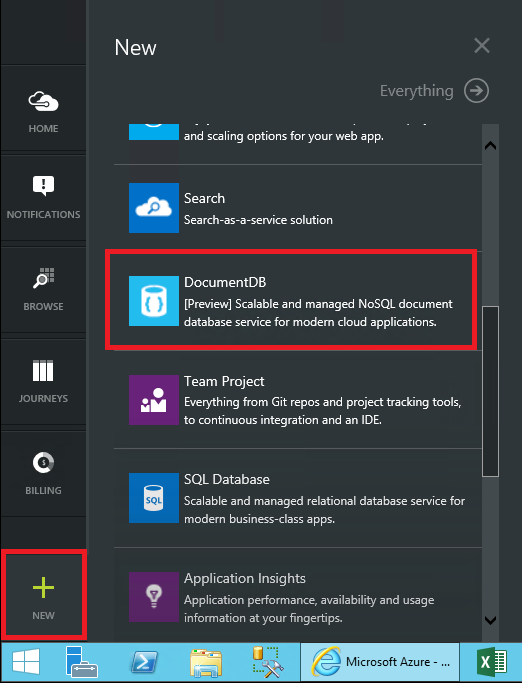 New
Everything
and scaling options for your web app.
Search
Search-as-a-service solution
DocumentDB
[Preview] Scalable and managed NoSQL document
database service for modern cloud applications.
Team Project
Everything from Git repos and project tracking tools,
to continuous integration and an IDE.
SQL
SQL Database
Scalable and managed relational database service for
modern business-class apps.
Application Insights
Application performance, availability and usage
information at your fingertips.
HOME
NOTIFICATIONS
BROWSE
JOURNEYS
BILLING
NEW
Microsoft Azure - ...